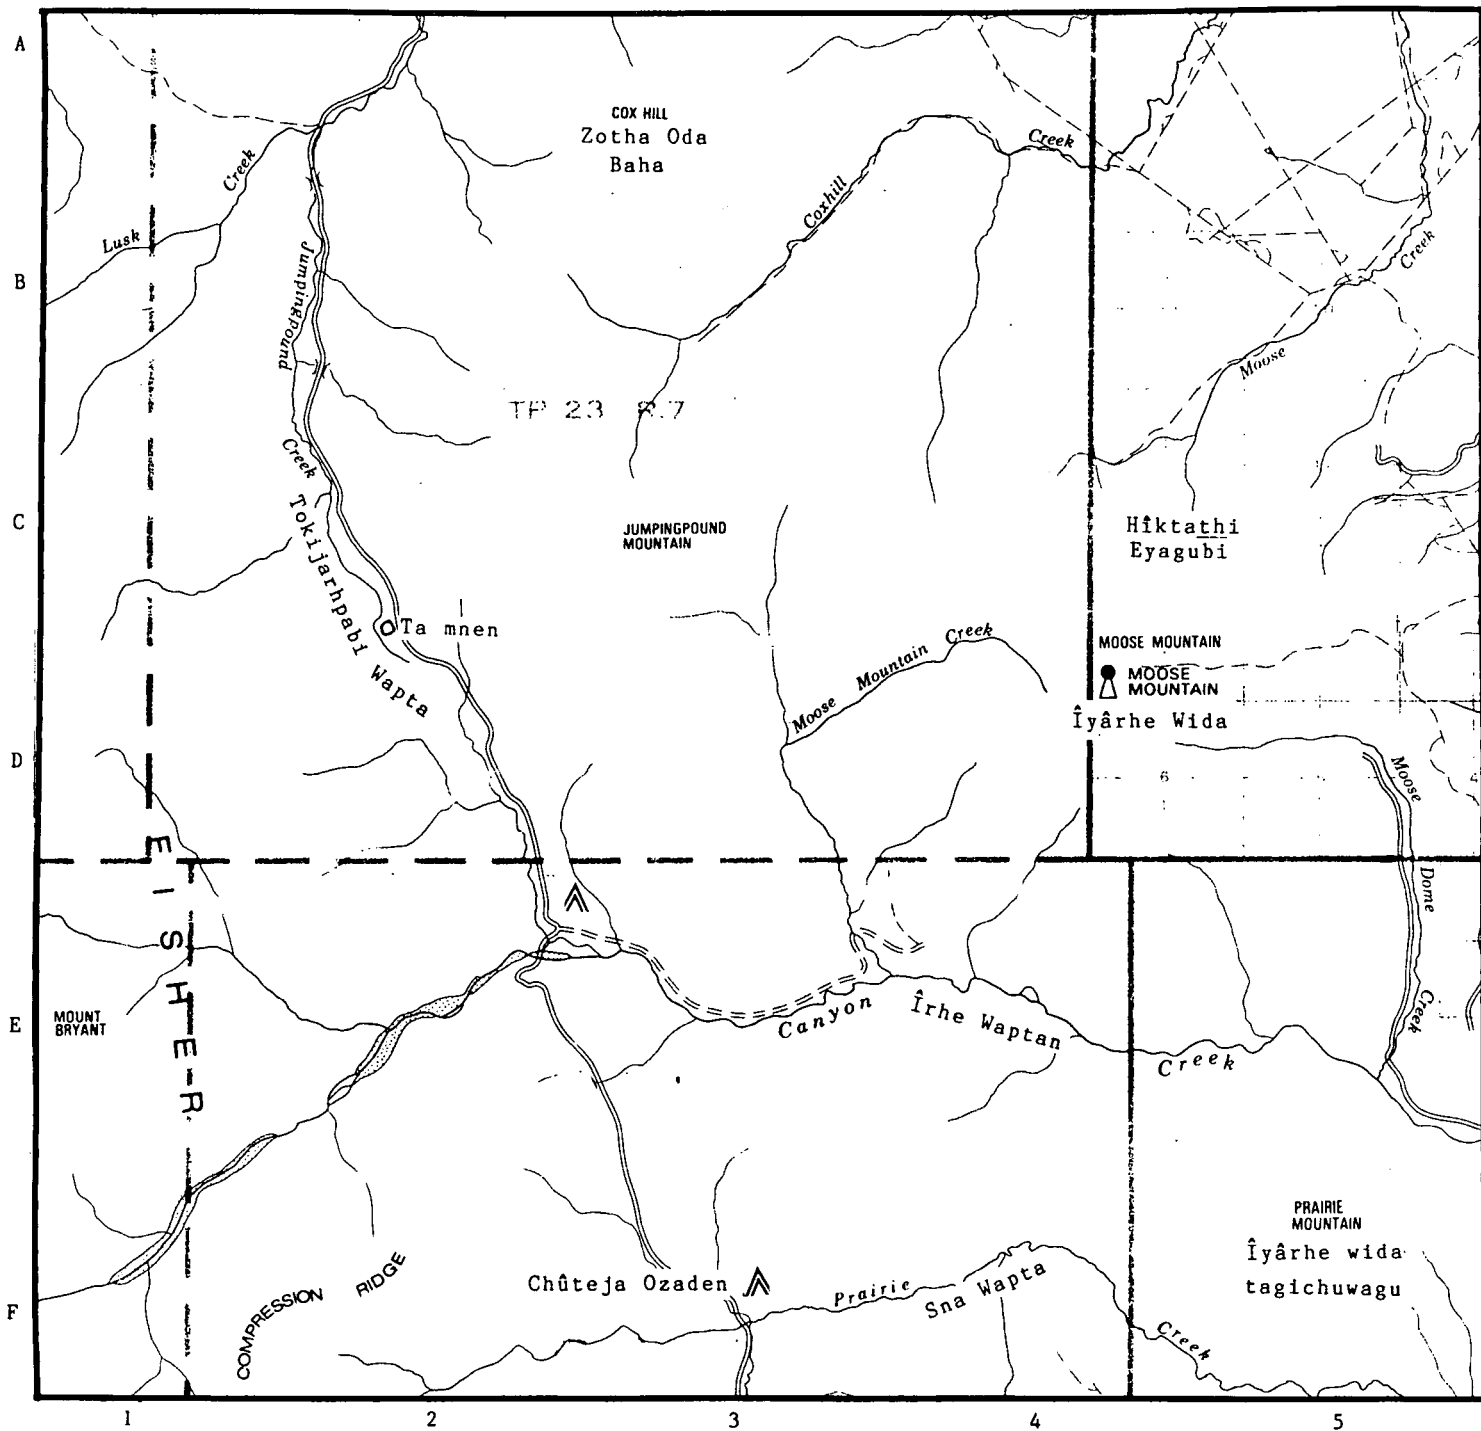 A
COX HILL
Zotha Oda
Baha
Creek
Creek
Lusk
Coxhill
Jumpingpound
B
Creek
Moose
TP 23 R.7
Creek
C
JUMPINGPOUND
MOUNTAIN
Hîktathi
Eyagubi
Tokijarhpabi Wapta
Ta mnen
Moose Mountain Creek
MOOSE MOUNTAIN
MOOSE
MOUNTAIN
Îyârhe Wida
D
Moose
6
4
EISHER
Dome
Creek
E
MOUNT
BRYANT
Canyon
Îrhe Waptan
Creek
PRAIRIE
MOUNTAIN
Îyârhe wida
tagichuwagu
COMPRESSION RIDGE
Chûteja Ozaden
Prairie
Sna Wapta
Creek
F
1 2 3 4 5